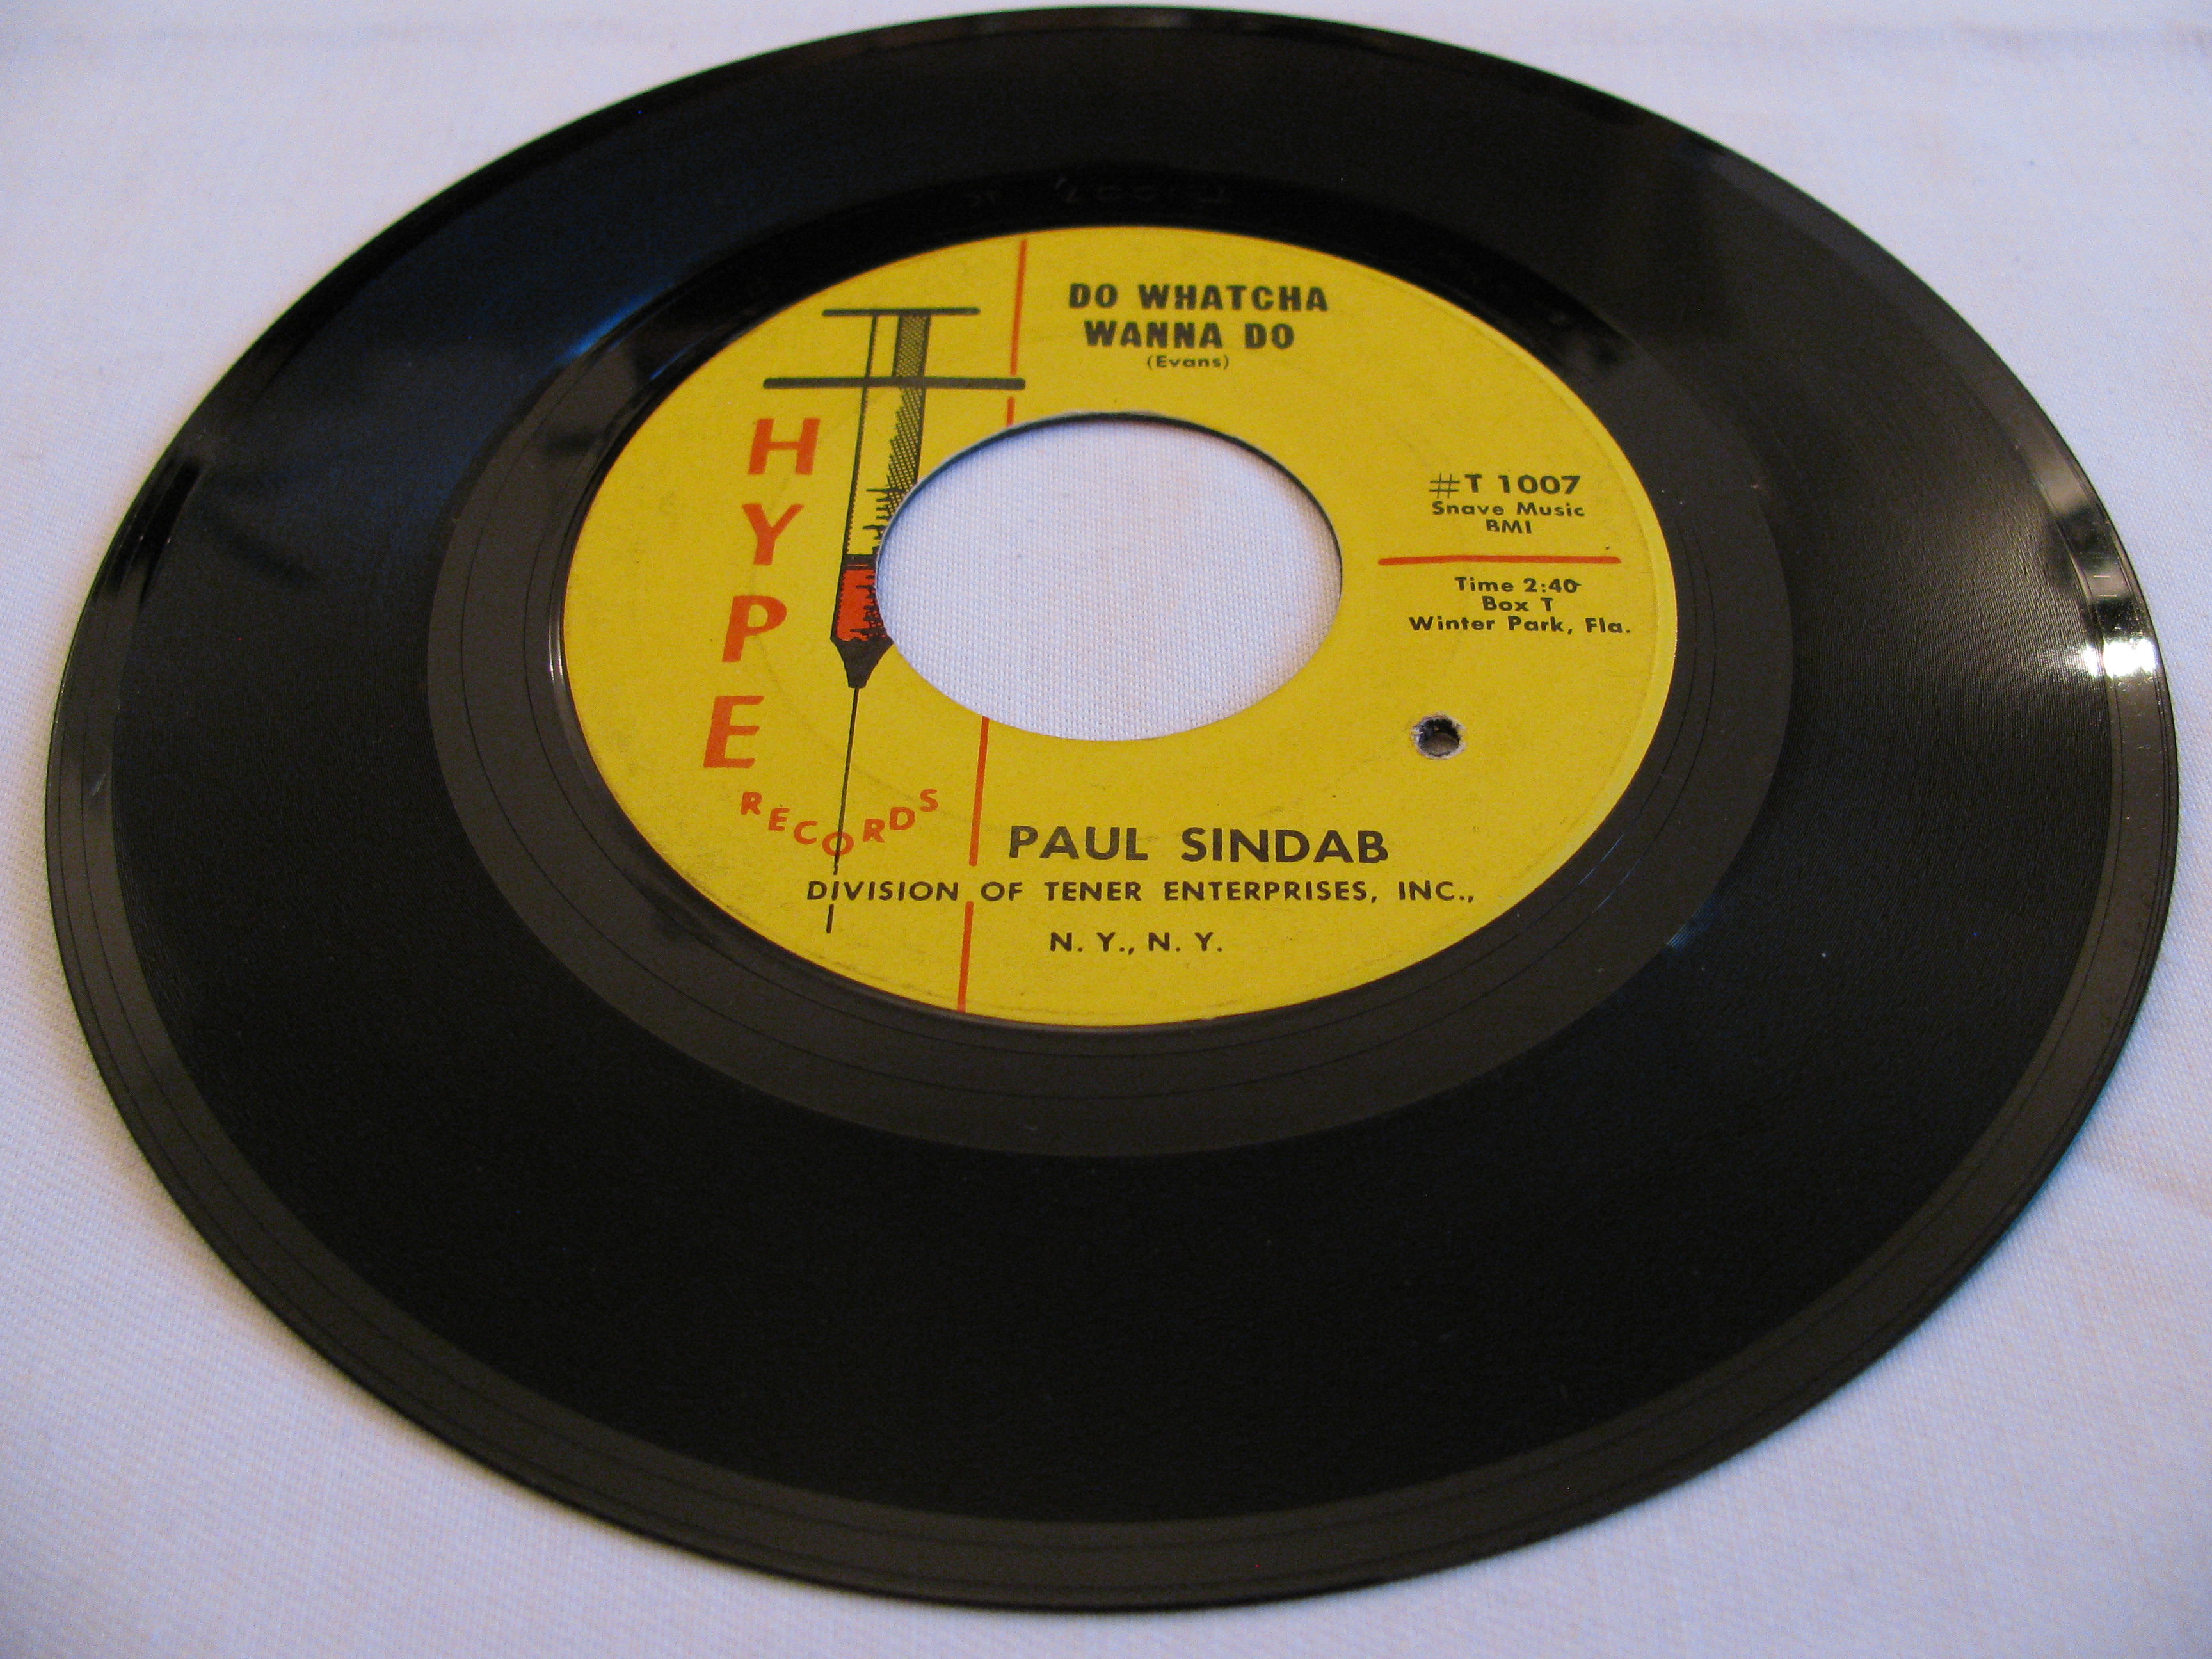 DO WHATCHA
WANNA DO
(Evans)
HYPE
RECORDS
#T 1007
Snave Music
BMI
Time 2:40
Box T
Winter Park, Fla.
PAUL SINDAB
DIVISION OF TENER ENTERPRISES, INC.,
N. Y., N. Y.